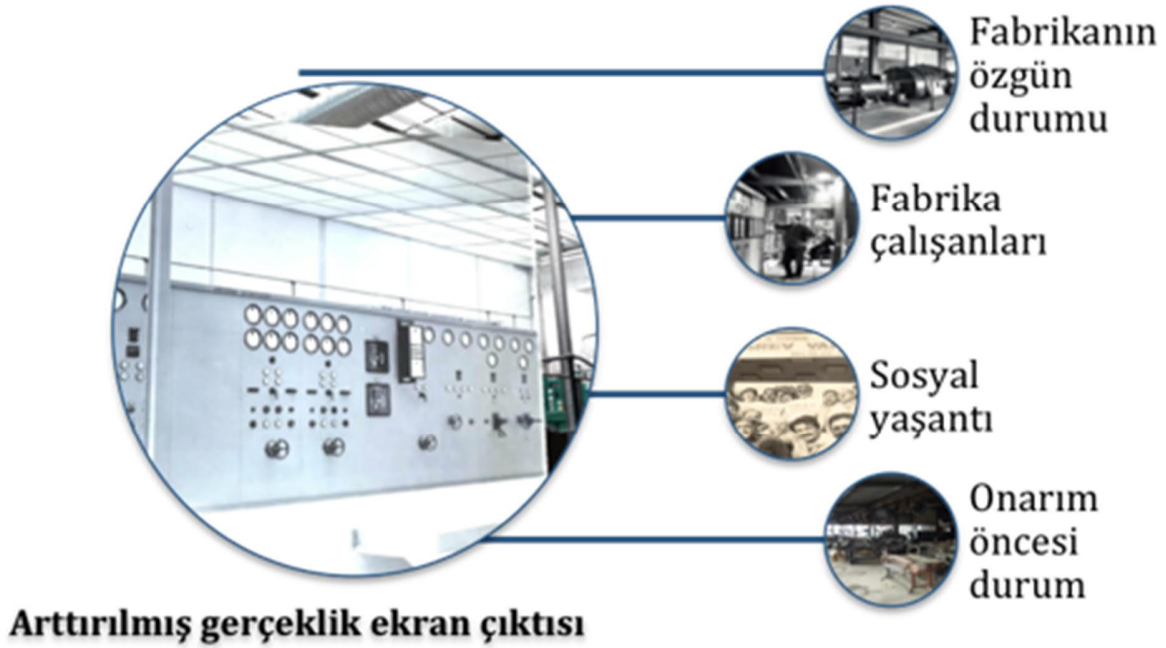 Fabrikanın
özgün
durumu
Fabrika
çalışanları
Sosyal
yaşantı
Onarım
öncesi
durum
Arttırılmış gerçeklik ekran çıktısı